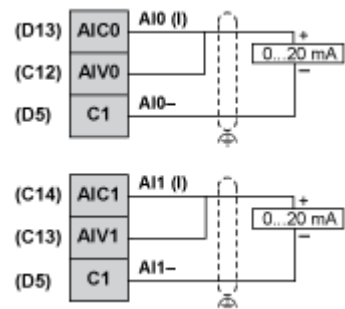 (D13) AIC0 AI0 (I) +
0...20 mA
(C12) AIV0 –
(D5) C1 AI0–
(C14) AIC1 AI1 (I) +
0...20 mA
(C13) AIV1 –
(D5) C1 AI1–